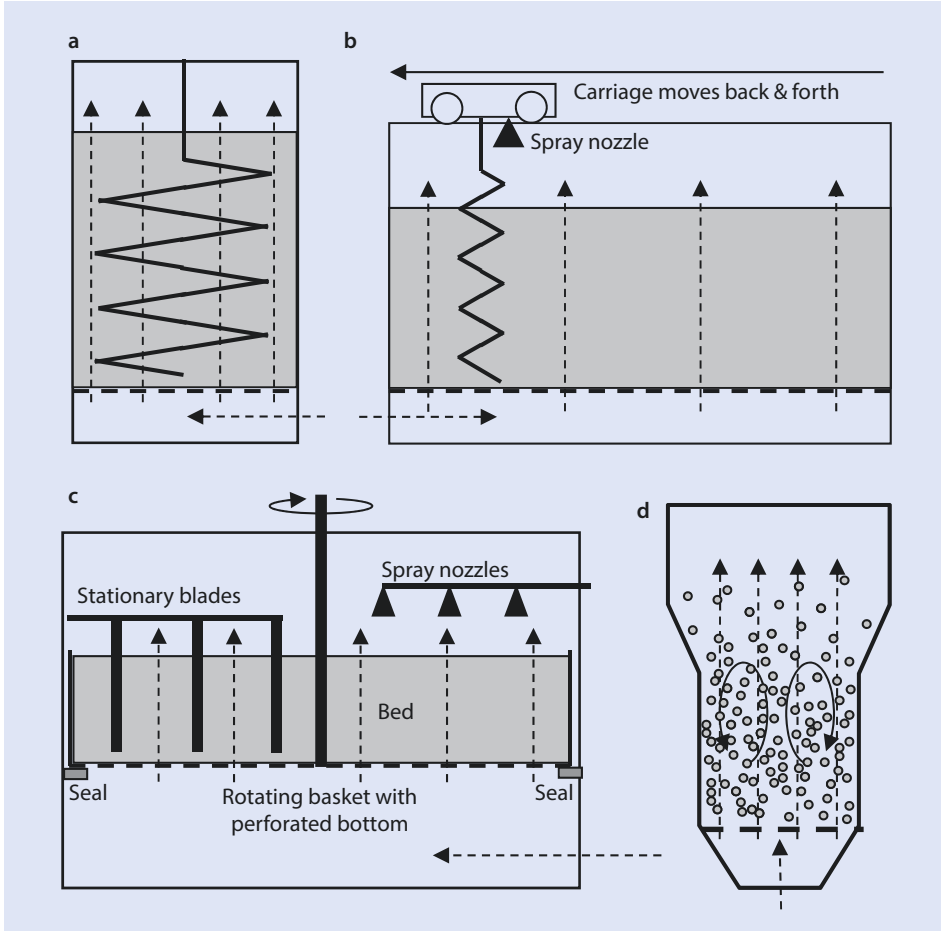 a
b
Carriage moves back & forth
Spray nozzle
c
d
Stationary blades
Spray nozzles
Bed
Seal
Rotating basket with
perforated bottom
Seal